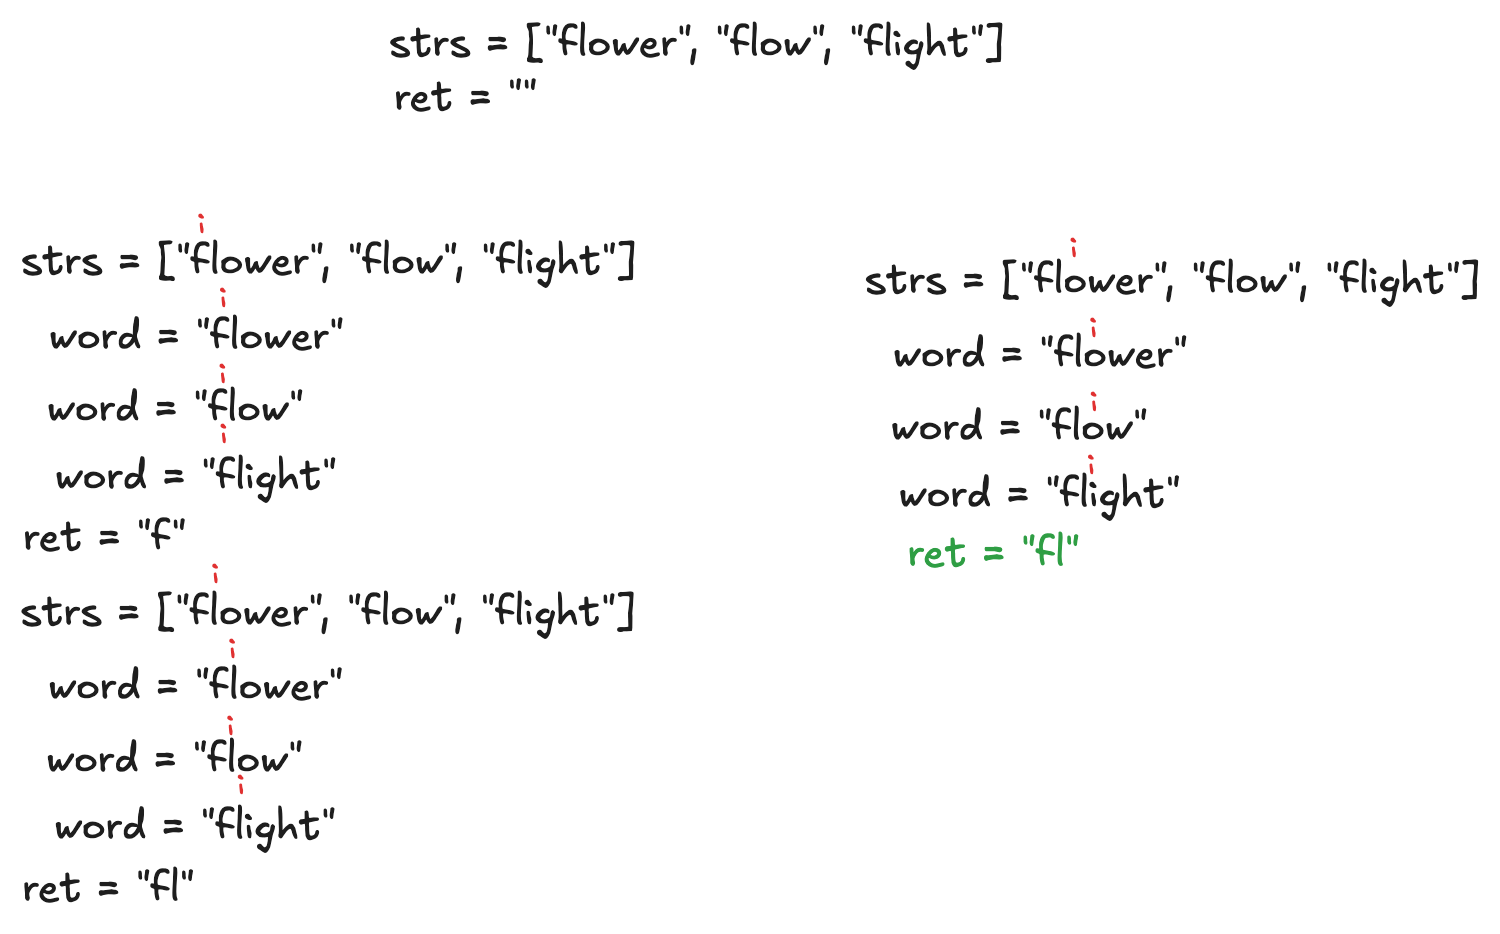 strs = ["flower", "flow", "flight"]
ret = ""
i
strs = ["flower", "flow", "flight"]
i
word = "flower"
i
word = "flow"
i
word = "flight"
ret = "f"
i
strs = ["flower", "flow", "flight"]
i
word = "flower"
i
word = "flow"
i
word = "flight"
ret = "fl"
i
strs = ["flower", "flow", "flight"]
i
word = "flower"
i
word = "flow"
i
word = "flight"
ret = "fl"